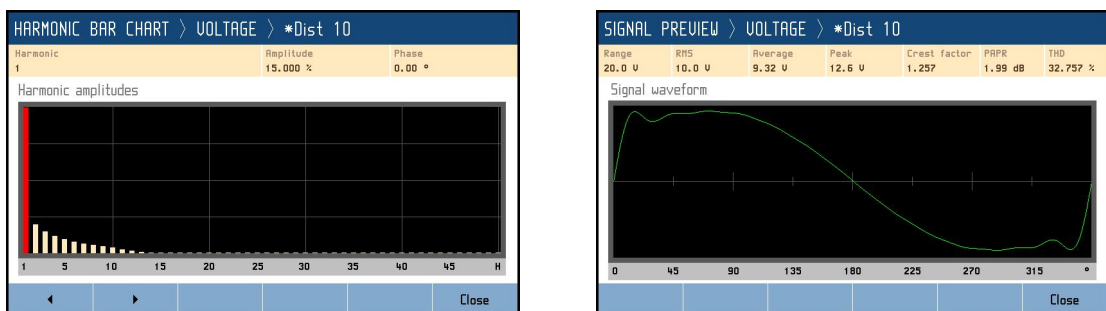 HARMONIC BAR CHART > VOLTAGE > *Dist 10
Harmonic Amplitude Phase
1 15.000 % 0.00 °
Harmonic amplitudes
1 5 10 15 20 25 30 35 40 45 H
Close
SIGNAL PREVIEW > VOLTAGE > *Dist 10
Range RMS Average Peak Crest factor PAPR THD
20.0 V 10.0 V 9.32 V 12.6 V 1.257 1.99 dB 32.757 %
Signal waveform
0 45 90 135 180 225 270 315 °
Close